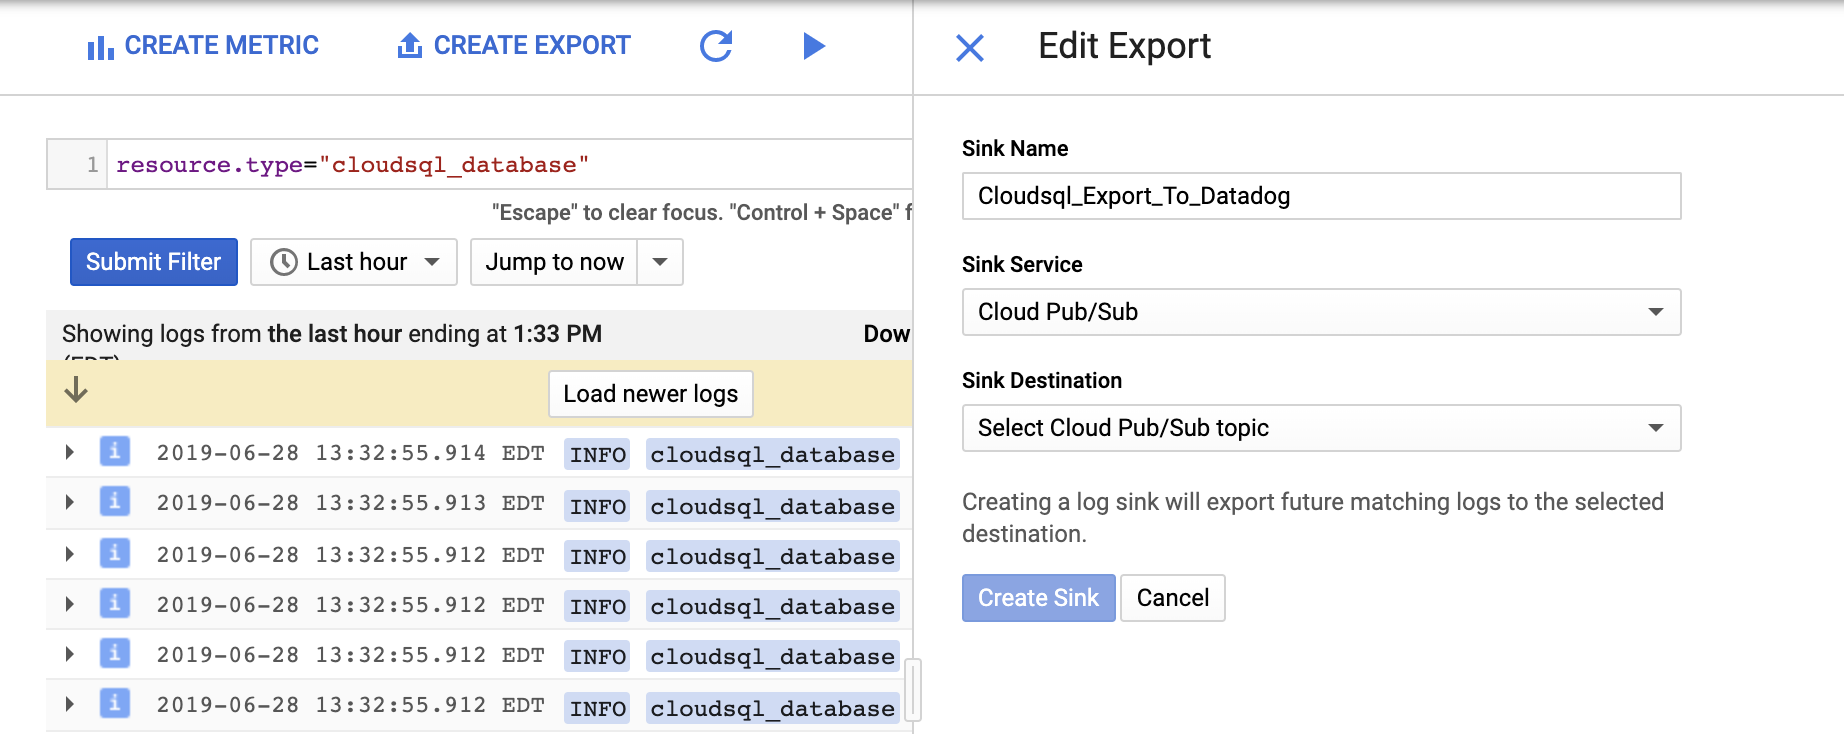 CREATE METRIC
CREATE EXPORT
Edit Export
1 resource.type="cloudsql_database"
"Escape" to clear focus. "Control + Space" f
Submit Filter
Last hour
Jump to now
Showing logs from the last hour ending at 1:33 PM
(EDT)
Dow
Load newer logs
i 2019-06-28 13:32:55.914 EDT INFO cloudsql_database
i 2019-06-28 13:32:55.913 EDT INFO cloudsql_database
i 2019-06-28 13:32:55.912 EDT INFO cloudsql_database
i 2019-06-28 13:32:55.912 EDT INFO cloudsql_database
i 2019-06-28 13:32:55.912 EDT INFO cloudsql_database
i 2019-06-28 13:32:55.912 EDT INFO cloudsql_database
Sink Name
Cloudsql_Export_To_Datadog
Sink Service
Cloud Pub/Sub
Sink Destination
Select Cloud Pub/Sub topic
Creating a log sink will export future matching logs to the selected
destination.
Create Sink
Cancel